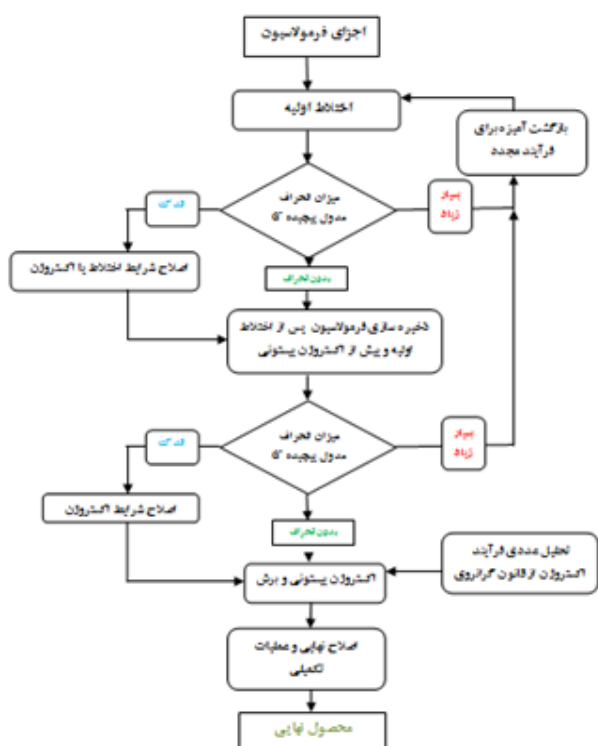 اجزای فرمولاسیون
اختلاط اولیه
بازگشت آمیزه برای
فرآیند مجدد
میزان انحراف
مدول پیچیده G*
اندک
بسیار
زیاد
اصلاح شرایط اختلاط یا اکستروژن
بدون انحراف
ذخیره سازی فرمولاسیون پس از اختلاط
اولیه و پیش از اکستروژن پیستونی
میزان انحراف
مدول پیچیده G*
اندک
بسیار
زیاد
اصلاح شرایط اکستروژن
بدون انحراف
تحلیل عددی فرآیند
اکستروژن از قانون گرانروی
اکستروژن پیستونی و برش
اصلاح نهایی و عملیات
تکمیلی
محصول نهایی